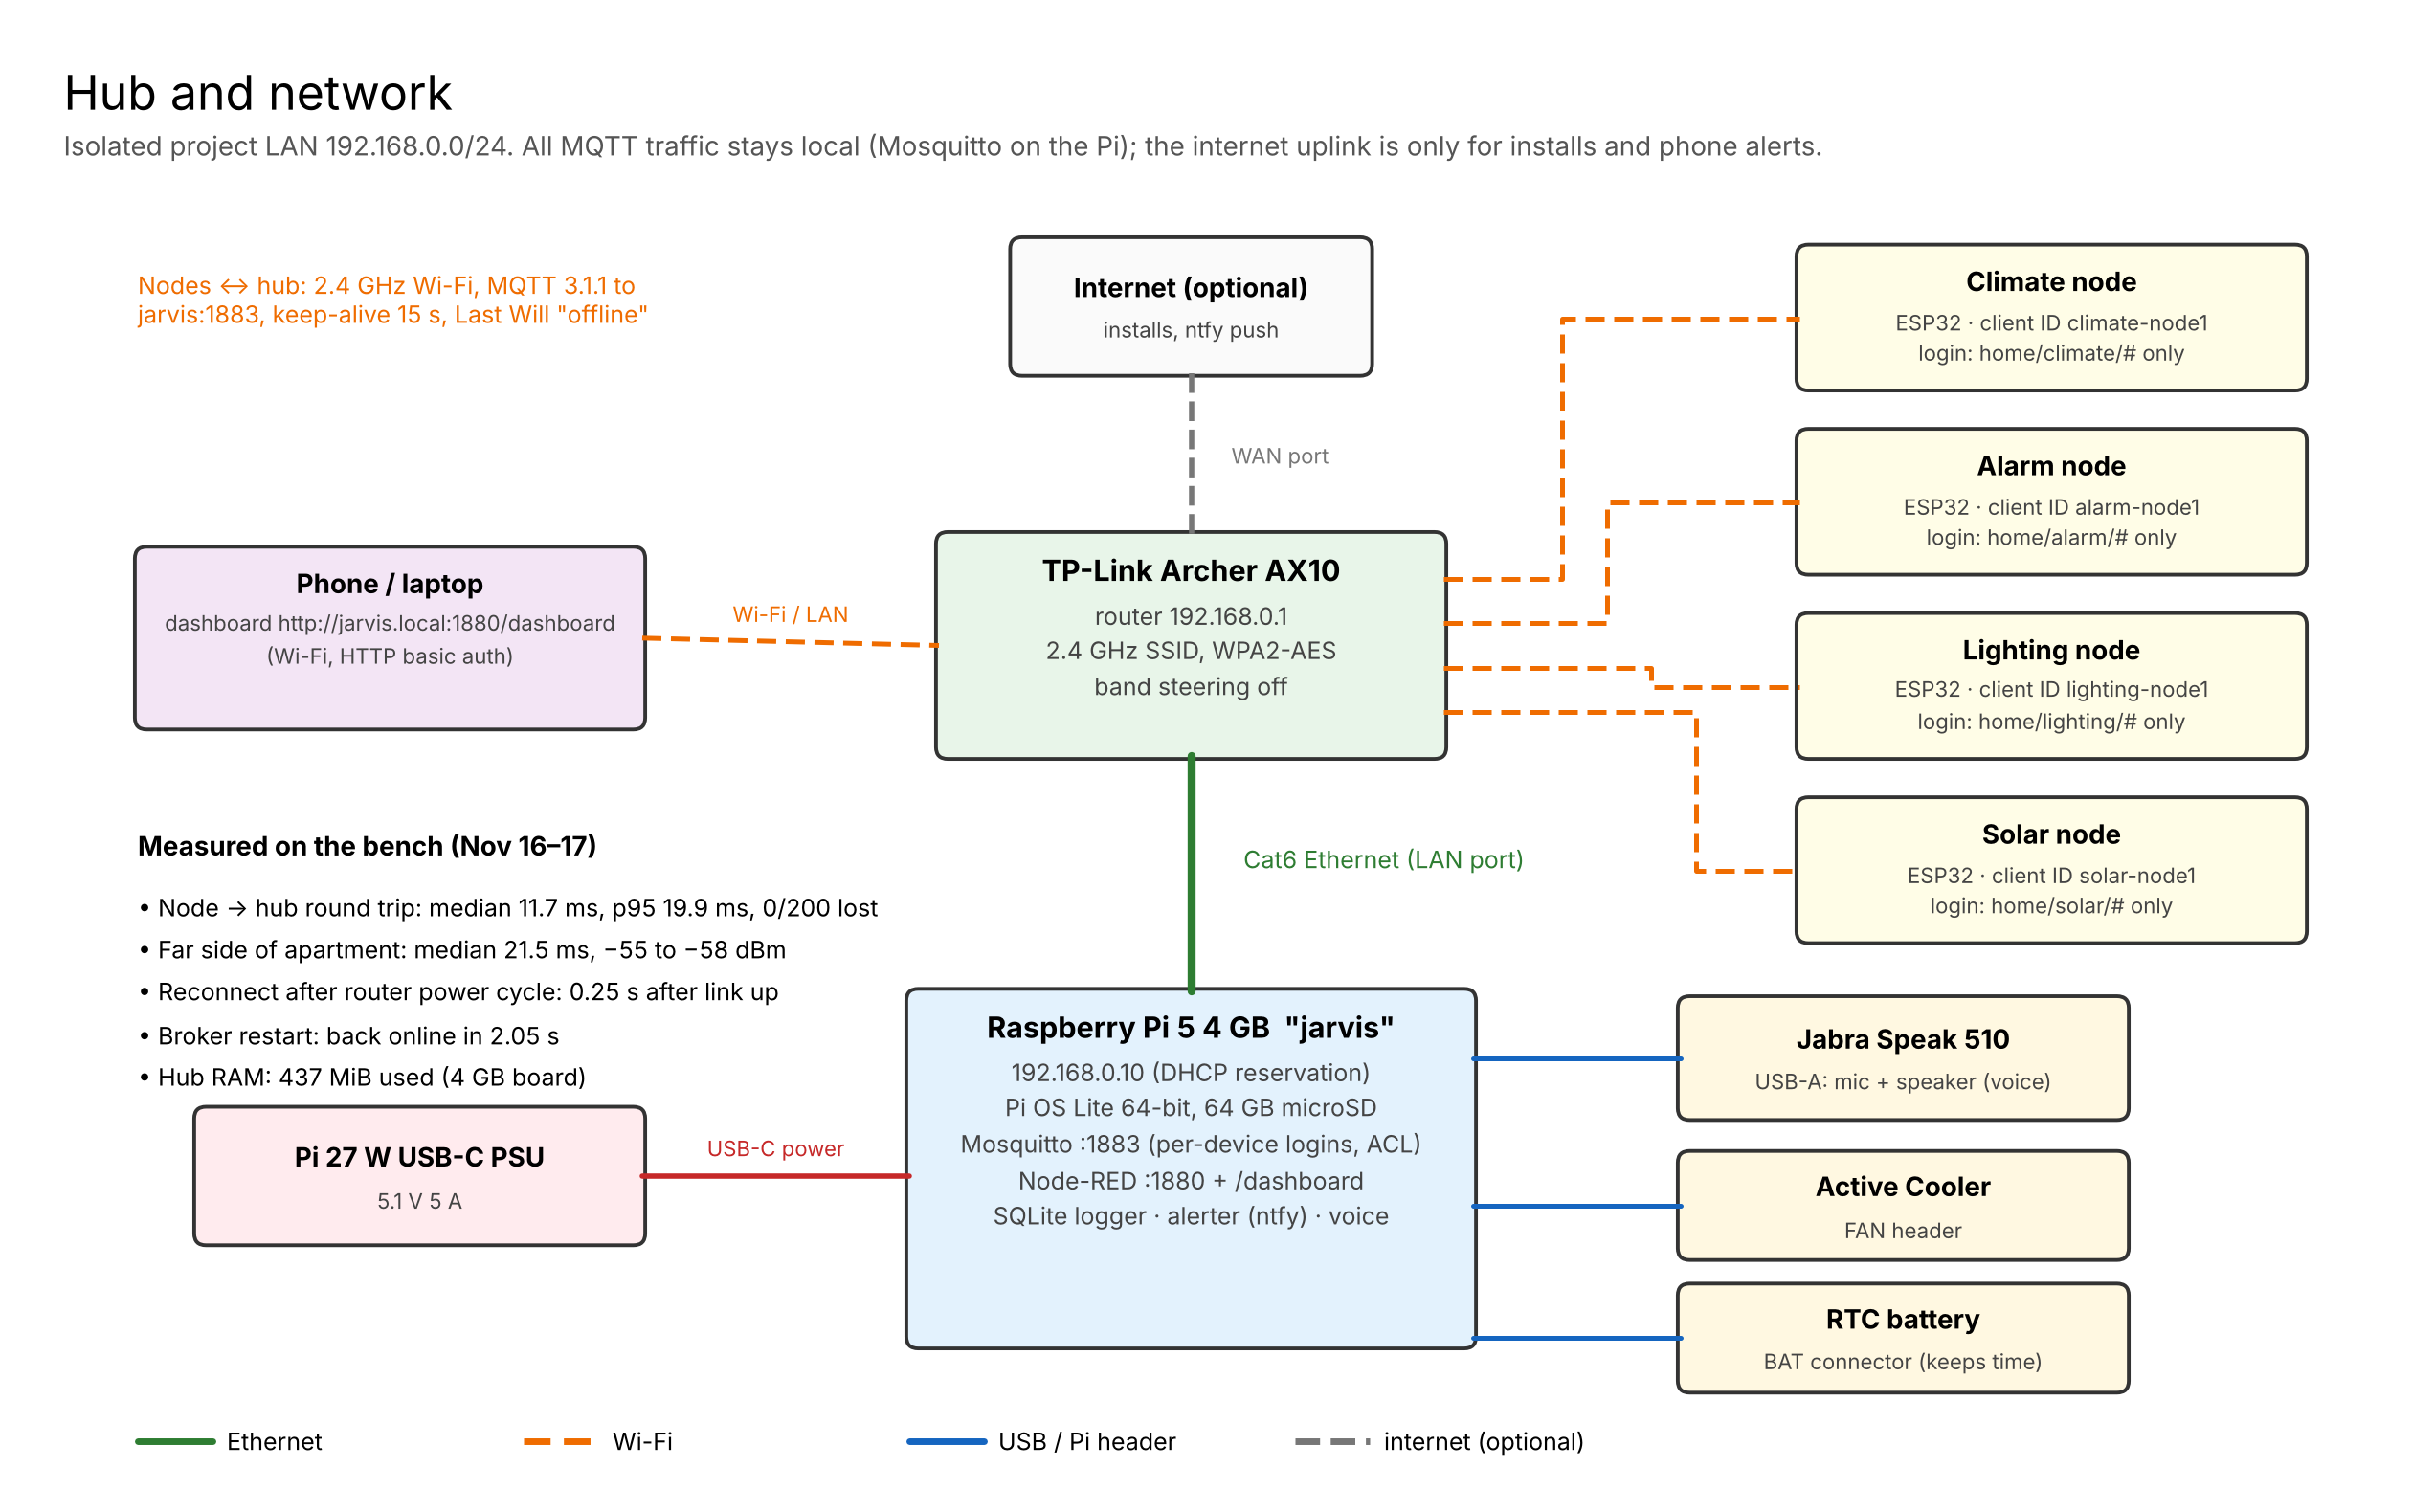 Hub and network
Isolated project LAN 192.168.0.0/24. All MQTT traffic stays local (Mosquitto on the Pi); the internet uplink is only for installs and phone alerts.
Nodes ↔ hub: 2.4 GHz Wi-Fi, MQTT 3.1.1 to
jarvis:1883, keep-alive 15 s, Last Will "offline"
Internet (optional)
installs, ntfy push
WAN port
Climate node
ESP32 · client ID climate-node1
login: home/climate/# only
Alarm node
ESP32 · client ID alarm-node1
login: home/alarm/# only
Phone / laptop
dashboard http://jarvis.local:1880/dashboard
(Wi-Fi, HTTP basic auth)
Wi-Fi / LAN
TP-Link Archer AX10
router 192.168.0.1
2.4 GHz SSID, WPA2-AES
band steering off
Lighting node
ESP32 · client ID lighting-node1
login: home/lighting/# only
Solar node
ESP32 · client ID solar-node1
login: home/solar/# only
Cat6 Ethernet (LAN port)
Measured on the bench (Nov 16–17)
• Node → hub round trip: median 11.7 ms, p95 19.9 ms, 0/200 lost
• Far side of apartment: median 21.5 ms, −55 to −58 dBm
• Reconnect after router power cycle: 0.25 s after link up
• Broker restart: back online in 2.05 s
• Hub RAM: 437 MiB used (4 GB board)
Pi 27 W USB-C PSU
5.1 V 5 A
USB-C power
Raspberry Pi 5 4 GB "jarvis"
192.168.0.10 (DHCP reservation)
Pi OS Lite 64-bit, 64 GB microSD
Mosquitto :1883 (per-device logins, ACL)
Node-RED :1880 + /dashboard
SQLite logger · alerter (ntfy) · voice
Jabra Speak 510
USB-A: mic + speaker (voice)
Active Cooler
FAN header
RTC battery
BAT connector (keeps time)
Ethernet
Wi-Fi
USB / Pi header
internet (optional)